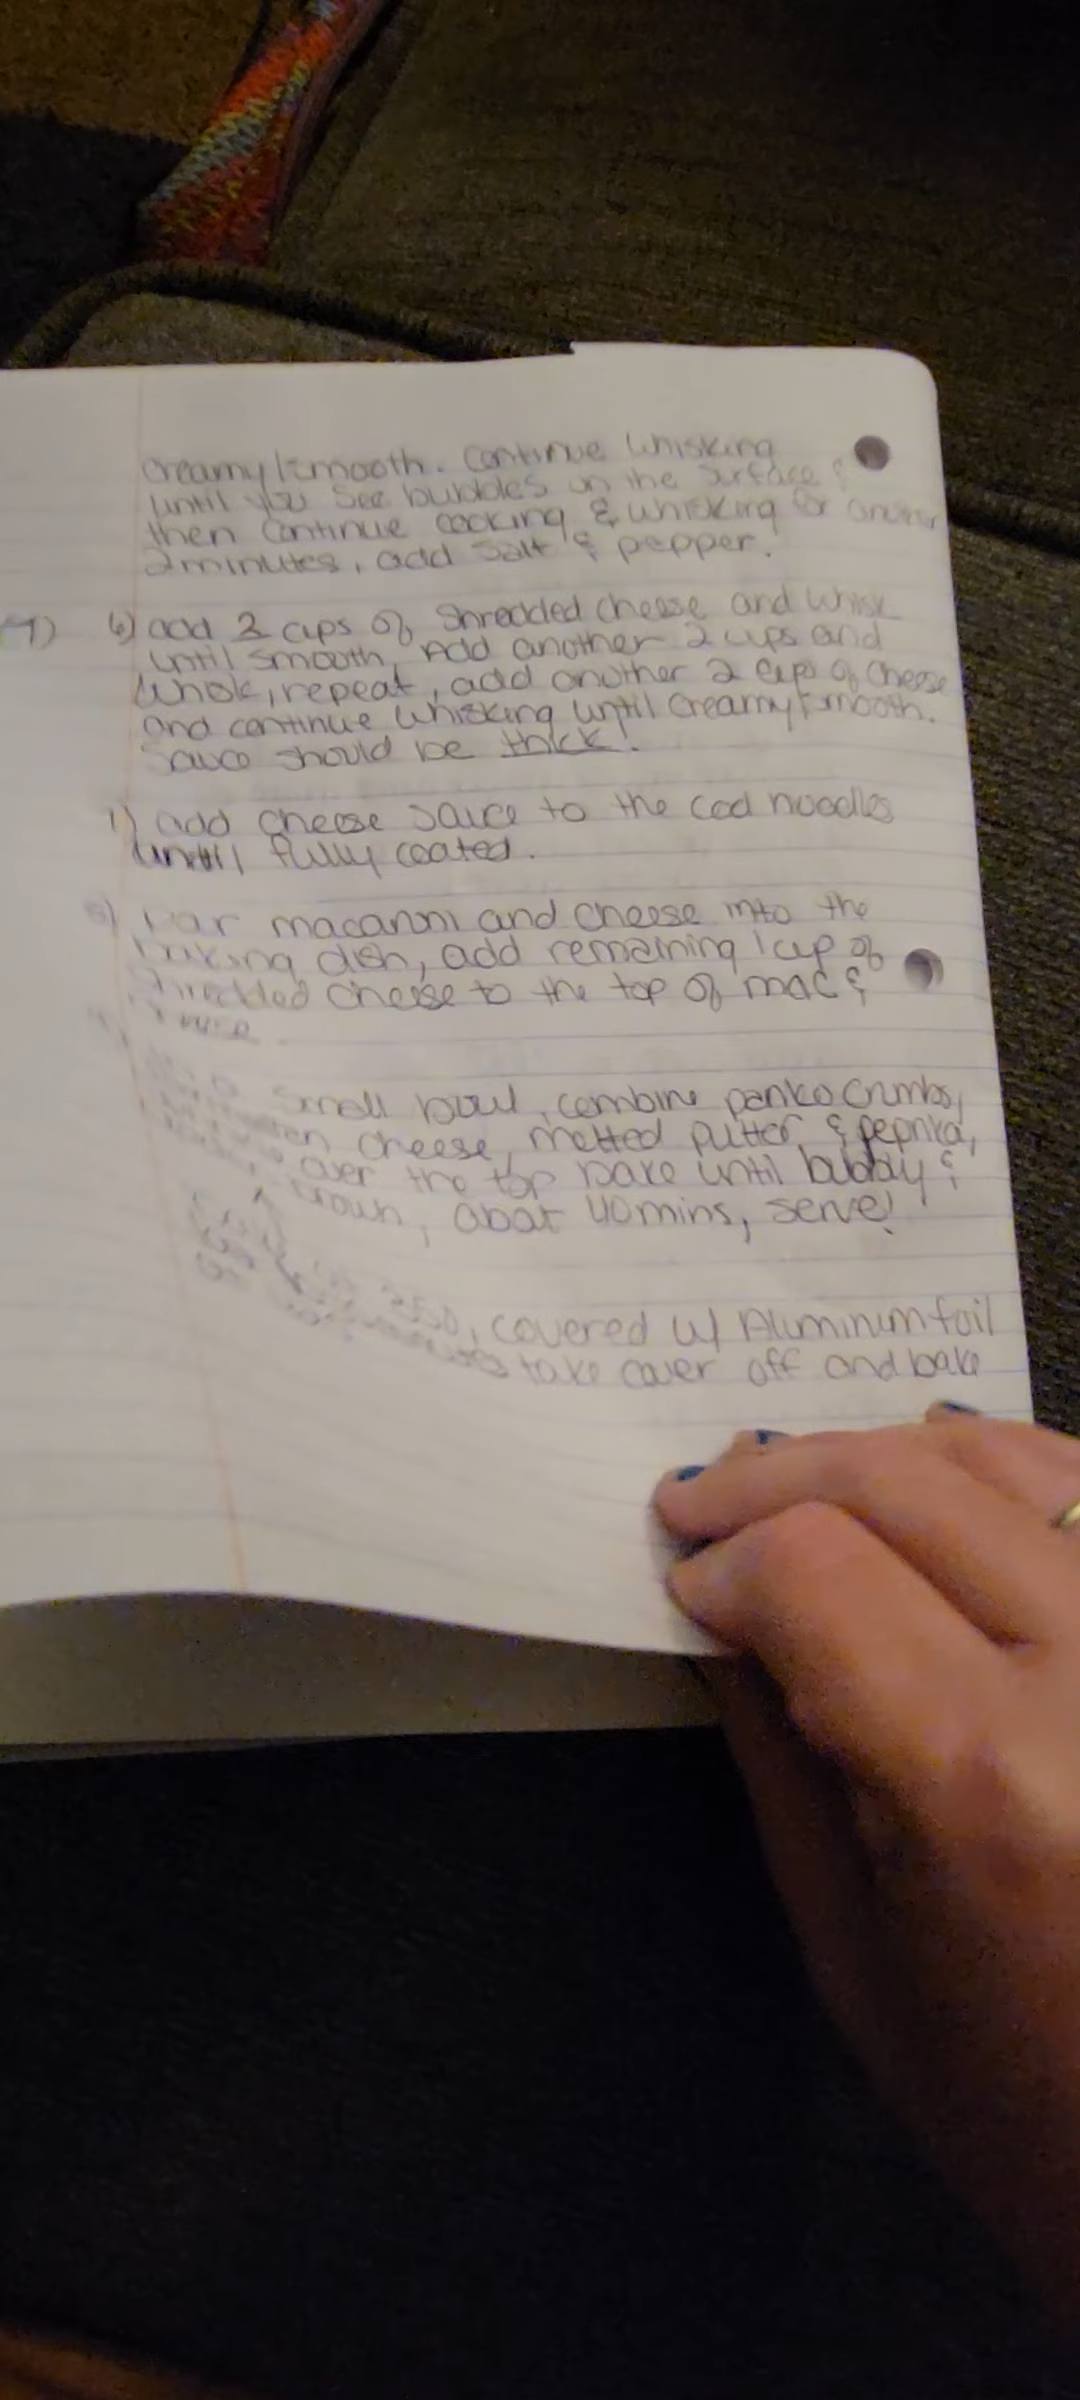 creamy/smooth. Continue whisking
until you see bubbles on the surface &
then continue cooking & whisking for another
2 minutes, add salt & pepper.
6) add 2 cups of shredded cheese and whisk
until smooth, Add another 2 cups and
whisk, repeat, add another 2 cups of cheese
and continue whisking until creamy/smooth.
Sauce should be thick!
add cheese sauce to the cool noodles
until fully coated.
macaroni and cheese into the
baking dish, add remaining 1 cup of
shredded cheese to the top of mac &
small bowl, combine panko crumbs,
cheese, melted butter & paprika,
over the top bake until bubbly &
brown, about 40 mins, serve!
350, covered w/ Aluminum foil
take cover off and bake